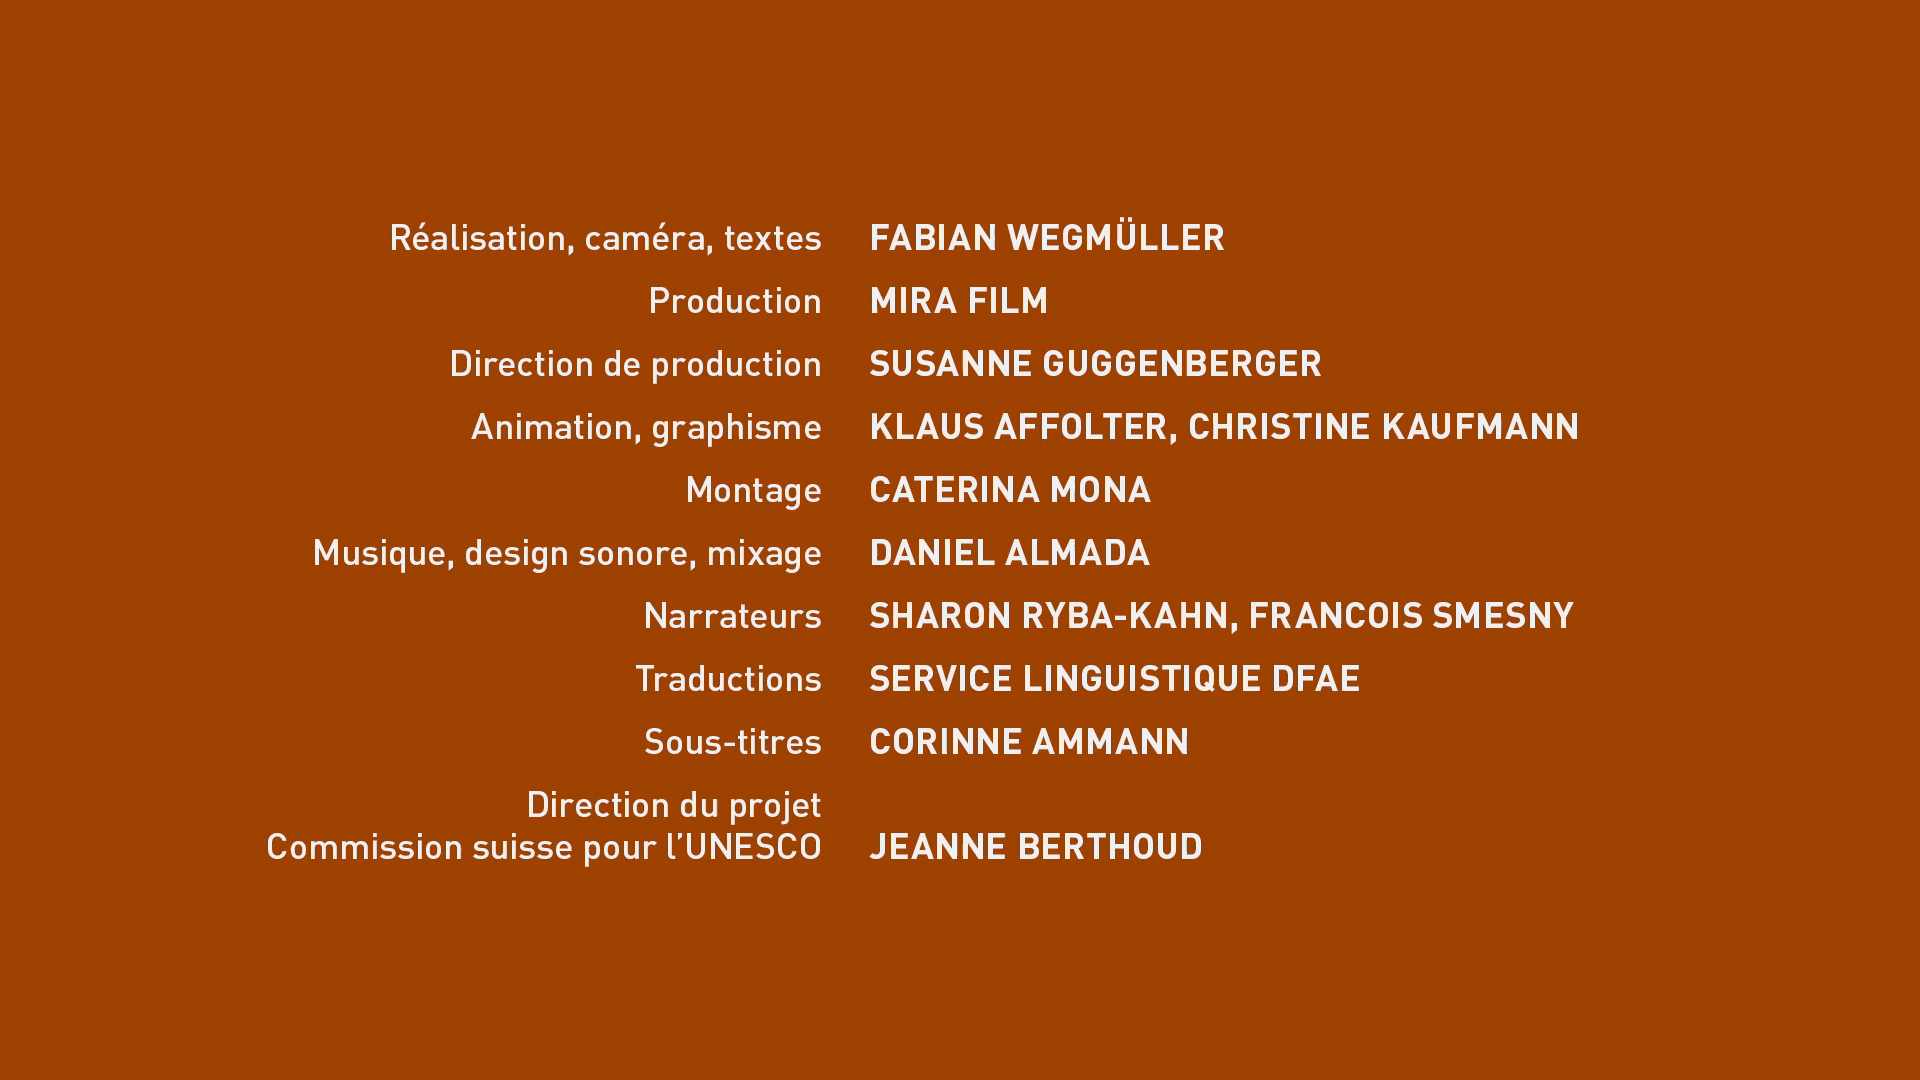 Réalisation, caméra, textes FABIAN WEGMÜLLER
Production MIRA FILM
Direction de production SUSANNE GUGGENBERGER
Animation, graphisme KLAUS AFFOLTER, CHRISTINE KAUFMANN
Montage CATERINA MONA
Musique, design sonore, mixage DANIEL ALMADA
Narrateurs SHARON RYBA-KAHN, FRANCOIS SMESNY
Traductions SERVICE LINGUISTIQUE DFAE
Sous-titres CORINNE AMMANN
Direction du projet
Commission suisse pour l’UNESCO JEANNE BERTHOUD